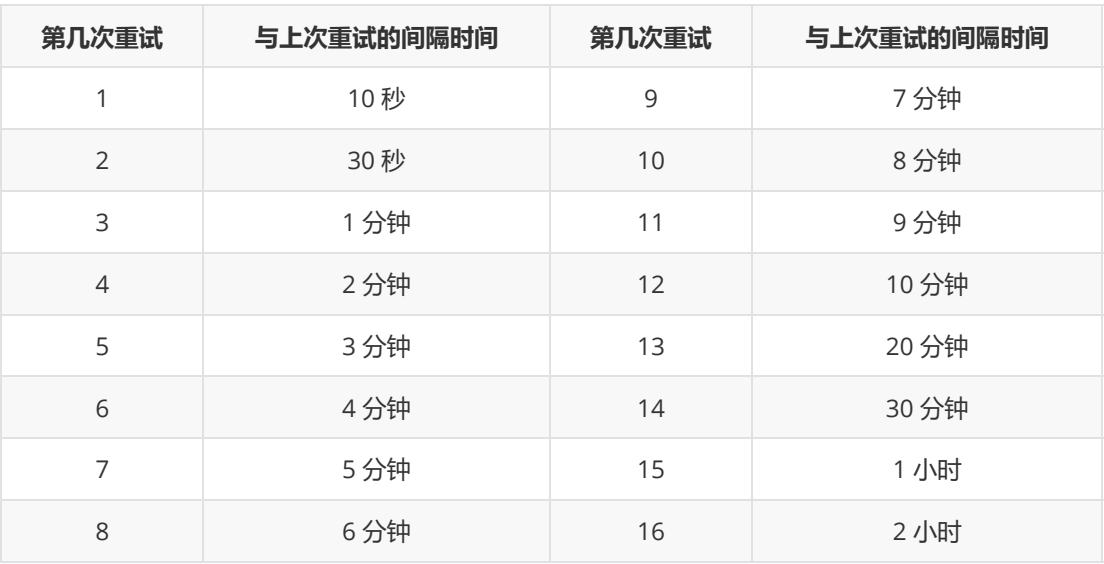 第几次重试 与上次重试的间隔时间 第几次重试 与上次重试的间隔时间
1 10 秒 9 7 分钟
2 30 秒 10 8 分钟
3 1 分钟 11 9 分钟
4 2 分钟 12 10 分钟
5 3 分钟 13 20 分钟
6 4 分钟 14 30 分钟
7 5 分钟 15 1 小时
8 6 分钟 16 2 小时